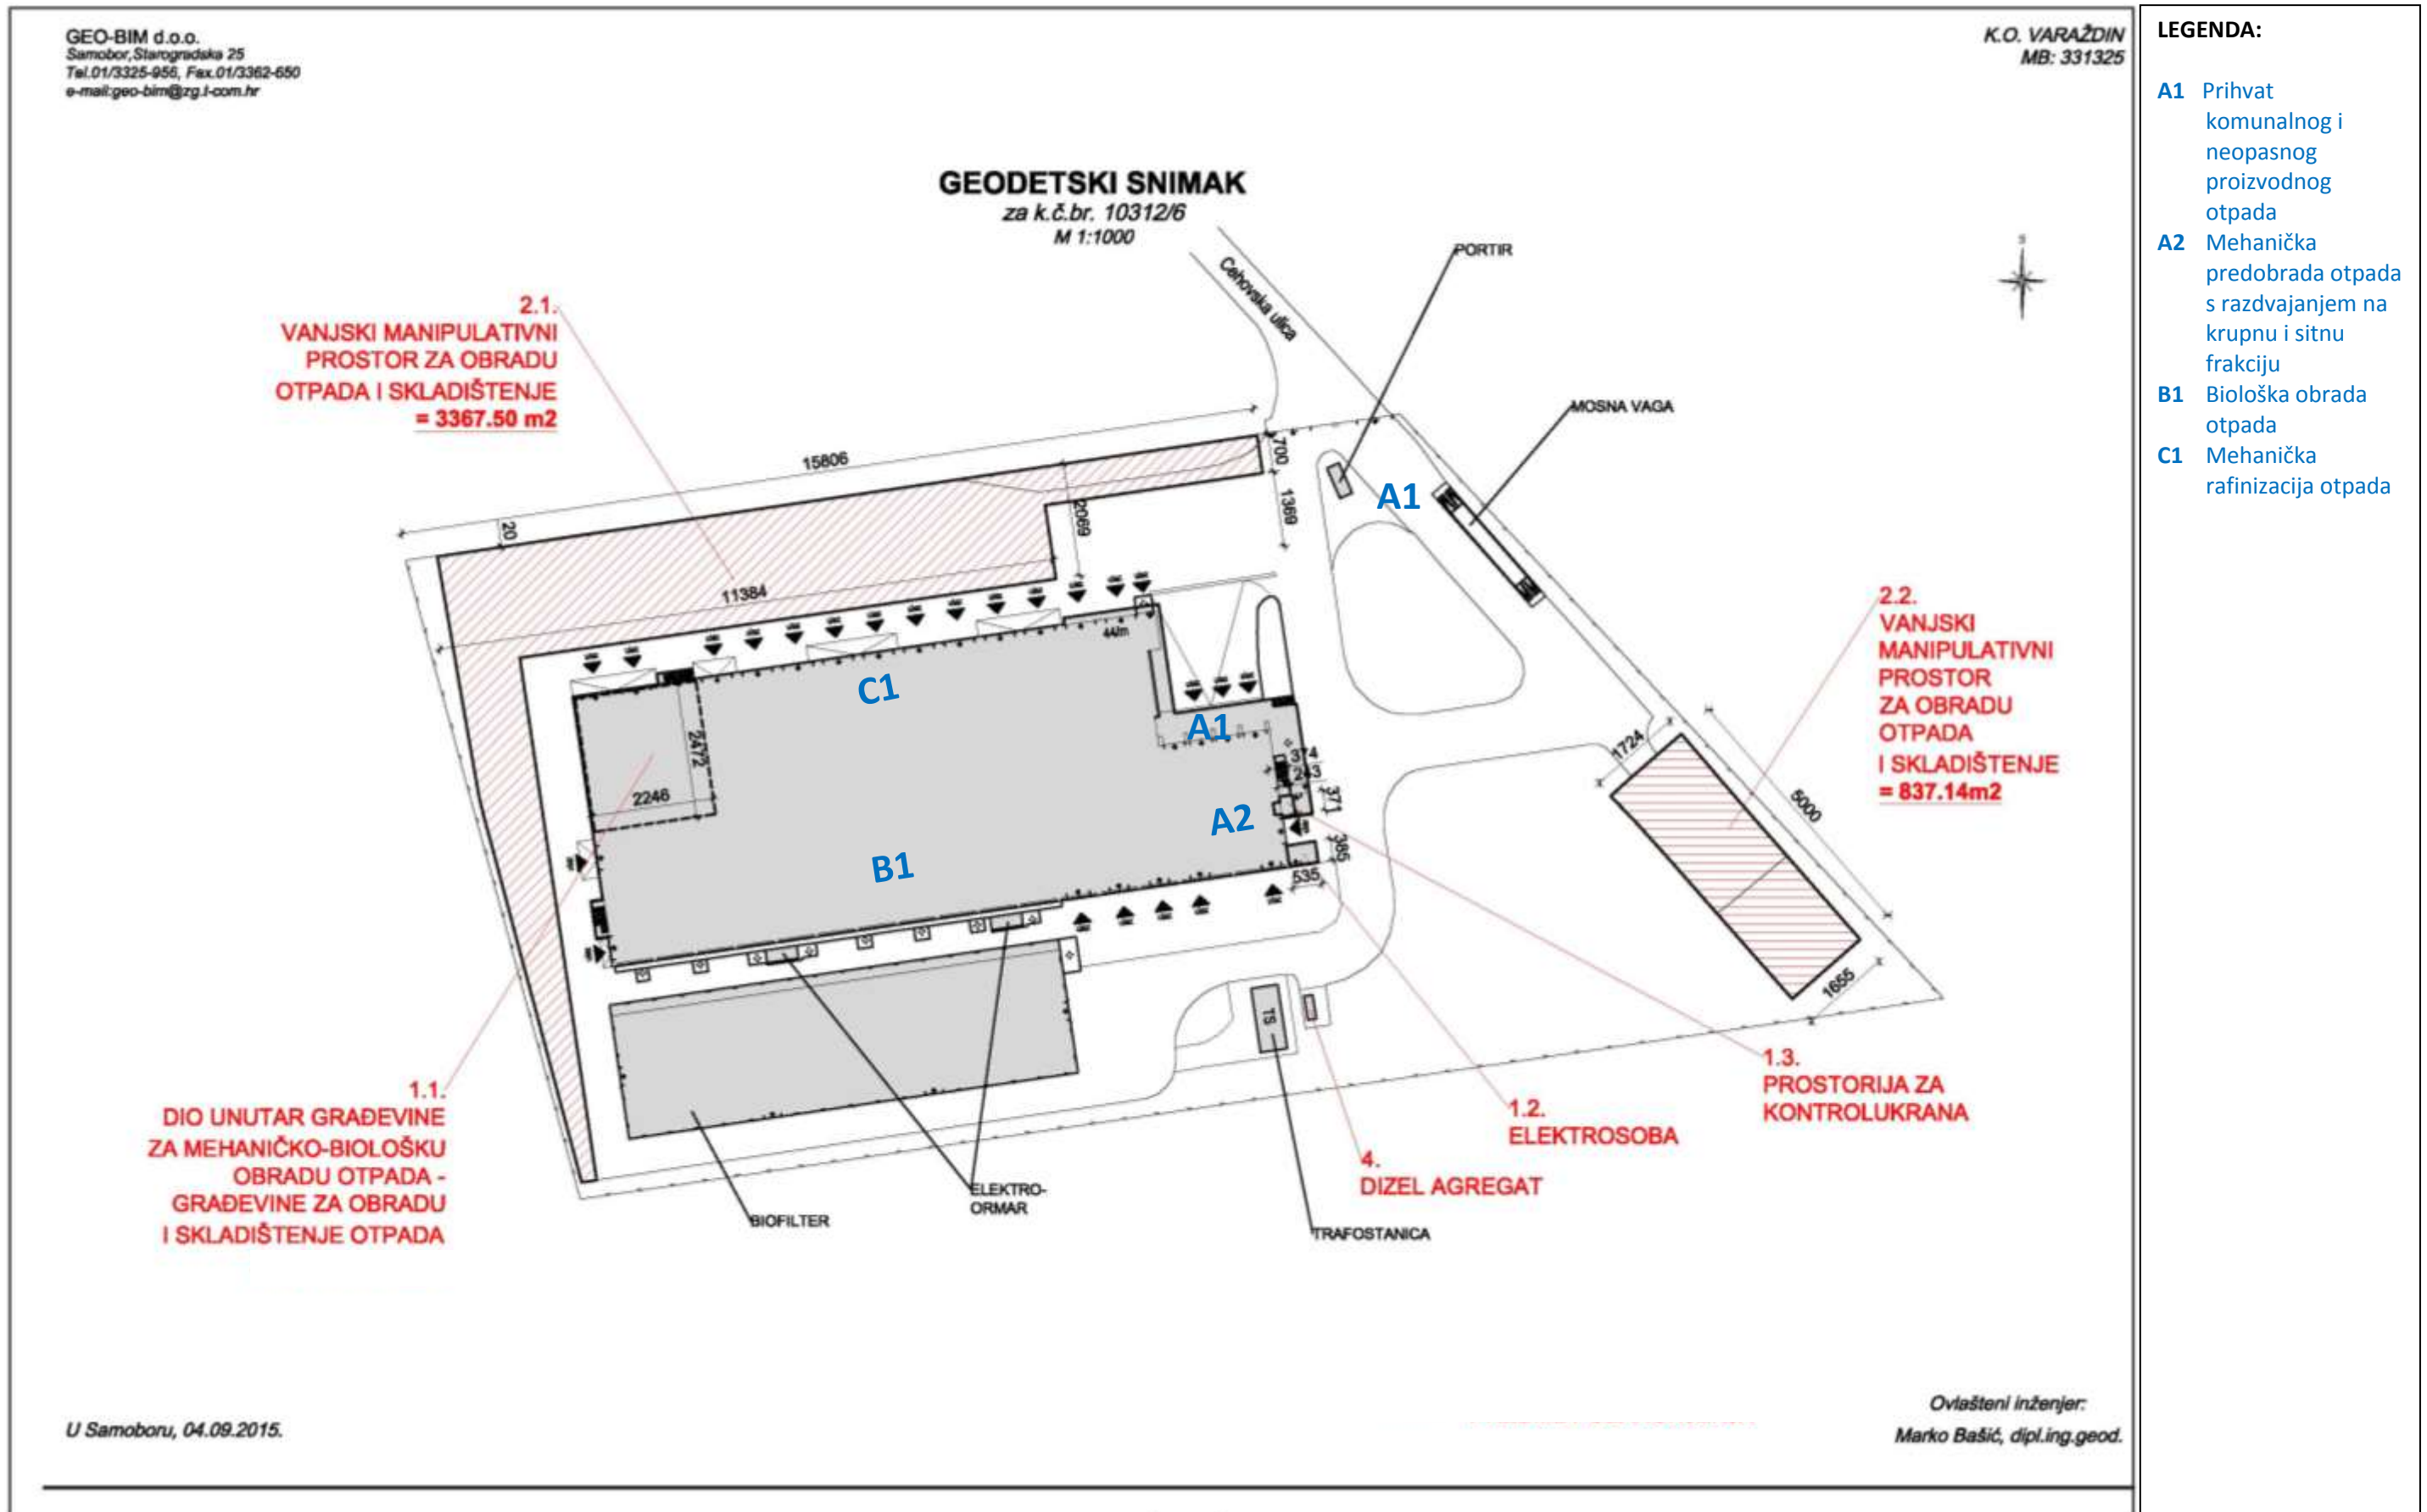 GEO-BIM d.o.o.
Samobor,Starogradska 25
Tel.01/3325-956, Fax.01/3362-650
e-mail:geo-bim@zg.t-com.hr
K.O. VARAŽDIN
MB: 331325
GEODETSKI SNIMAK
za k.č.br. 10312/6
M 1:1000
Cehovska ulica
PORTIR
S
MOSNA VAGA
2.1.
VANJSKI MANIPULATIVNI
PROSTOR ZA OBRADU
OTPADA I SKLADIŠTENJE
= 3367.50 m2
15806
20
11384
700
1369
2069
A1
2.2.
VANJSKI
MANIPULATIVNI
PROSTOR
ZA OBRADU
OTPADA
I SKLADIŠTENJE
= 837.14m2
C1
A1
2472
2246
374
243
371
A2
385
535
B1
1724
5000
1655
TS
1.1.
DIO UNUTAR GRAĐEVINE
ZA MEHANIČKO-BIOLOŠKU
OBRADU OTPADA -
GRAĐEVINE ZA OBRADU
I SKLADIŠTENJE OTPADA
BIOFILTER
ELEKTRO-
ORMAR
TRAFOSTANICA
4.
DIZEL AGREGAT
1.2.
ELEKTROSOBA
1.3.
PROSTORIJA ZA
KONTROLUKRANA
U Samoboru, 04.09.2015.
Ovlašteni inženjer:
Marko Bašić, dipl.ing.geod.
LEGENDA:
A1 Prihvat
komunalnog i
neopasnog
proizvodnog
otpada
A2 Mehanička
predobrada otpada
s razdvajanjem na
krupnu i sitnu
frakciju
B1 Biološka obrada
otpada
C1 Mehanička
rafinizacija otpada